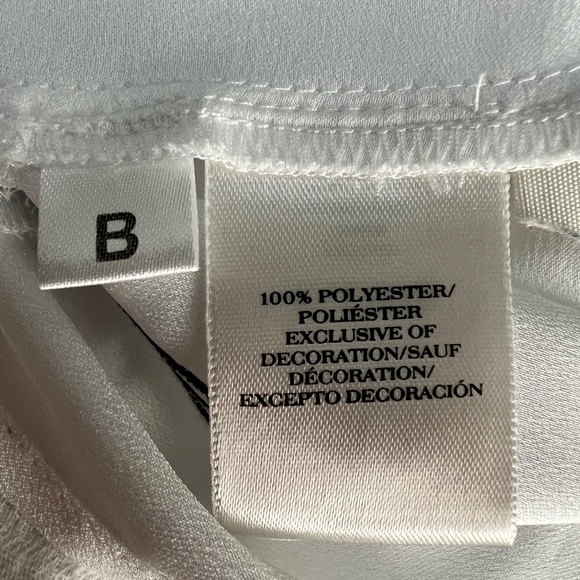 B
100% POLYESTER/
POLIÉSTER
EXCLUSIVE OF
DECORATION/SAUF
DÉCORATION/
EXCEPTO DECORACIÓN